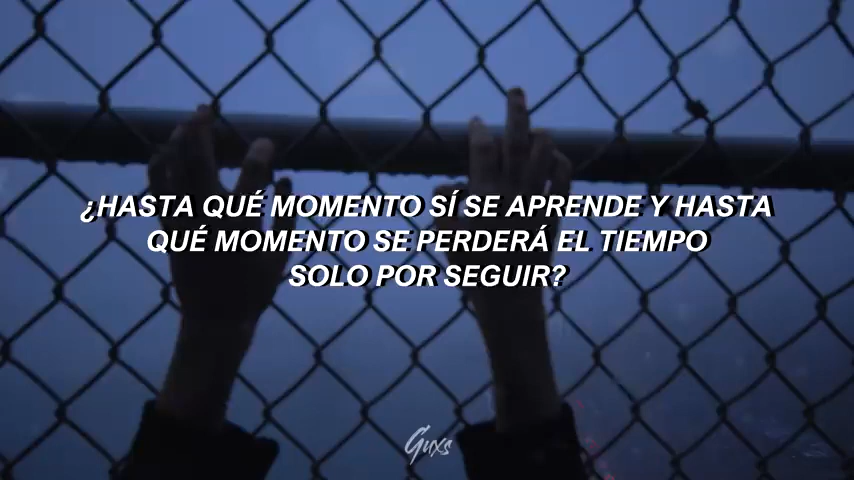 ¿HASTA QUÉ MOMENTO SÍ SE APRENDE Y HASTA
QUÉ MOMENTO SE PERDERÁ EL TIEMPO
SOLO POR SEGUIR?
Guxs